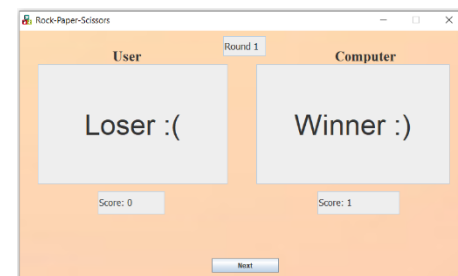 Rock-Paper-Scissors
Round 1
User
Computer
Loser :(
Winner :)
Score: 0
Score: 1
Next